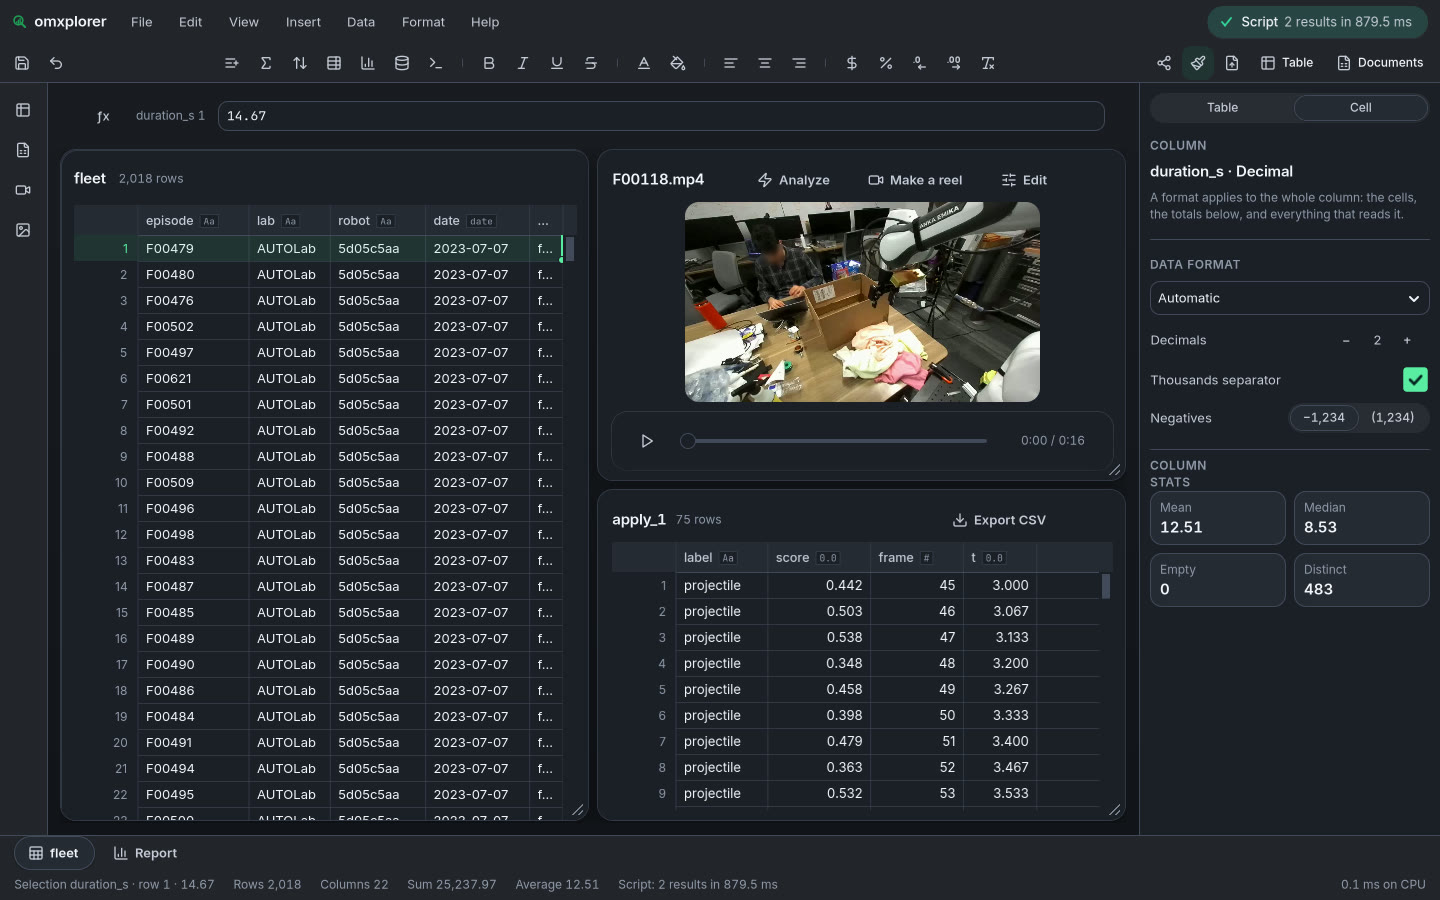 omxplorer File Edit View Insert Data Format Help
Script 2 results in 879.5 ms
Table Documents
ƒx duration_s 1 14.67
fleet 2,018 rows
episode Aa lab Aa robot Aa date date ...
1 F00479 AUTOLab 5d05c5aa 2023-07-07 f...
2 F00480 AUTOLab 5d05c5aa 2023-07-07 f...
3 F00476 AUTOLab 5d05c5aa 2023-07-07 f...
4 F00502 AUTOLab 5d05c5aa 2023-07-07 f...
5 F00497 AUTOLab 5d05c5aa 2023-07-07 f...
6 F00621 AUTOLab 5d05c5aa 2023-07-07 f...
7 F00501 AUTOLab 5d05c5aa 2023-07-07 f...
8 F00492 AUTOLab 5d05c5aa 2023-07-07 f...
9 F00488 AUTOLab 5d05c5aa 2023-07-07 f...
10 F00509 AUTOLab 5d05c5aa 2023-07-07 f...
11 F00496 AUTOLab 5d05c5aa 2023-07-07 f...
12 F00498 AUTOLab 5d05c5aa 2023-07-07 f...
13 F00483 AUTOLab 5d05c5aa 2023-07-07 f...
14 F00487 AUTOLab 5d05c5aa 2023-07-07 f...
15 F00485 AUTOLab 5d05c5aa 2023-07-07 f...
16 F00489 AUTOLab 5d05c5aa 2023-07-07 f...
17 F00490 AUTOLab 5d05c5aa 2023-07-07 f...
18 F00486 AUTOLab 5d05c5aa 2023-07-07 f...
19 F00484 AUTOLab 5d05c5aa 2023-07-07 f...
20 F00491 AUTOLab 5d05c5aa 2023-07-07 f...
21 F00494 AUTOLab 5d05c5aa 2023-07-07 f...
22 F00495 AUTOLab 5d05c5aa 2023-07-07 f...
F00118.mp4 Analyze Make a reel Edit
0:00 / 0:16
apply_1 75 rows Export CSV
label Aa score 0.0 frame # t 0.0
1 projectile 0.442 45 3.000
2 projectile 0.503 46 3.067
3 projectile 0.538 47 3.133
4 projectile 0.348 48 3.200
5 projectile 0.458 49 3.267
6 projectile 0.398 50 3.333
7 projectile 0.479 51 3.400
8 projectile 0.363 52 3.467
9 projectile 0.532 53 3.533
Table Cell
COLUMN
duration_s · Decimal
A format applies to the whole column: the cells,
the totals below, and everything that reads it.
DATA FORMAT
Automatic
Decimals − 2 +
Thousands separator
Negatives −1,234 (1,234)
COLUMN
STATS
Mean Median
12.51 8.53
Empty Distinct
0 483
fleet Report
Selection duration_s · row 1 · 14.67 Rows 2,018 Columns 22 Sum 25,237.97 Average 12.51 Script: 2 results in 879.5 ms 0.1 ms on CPU